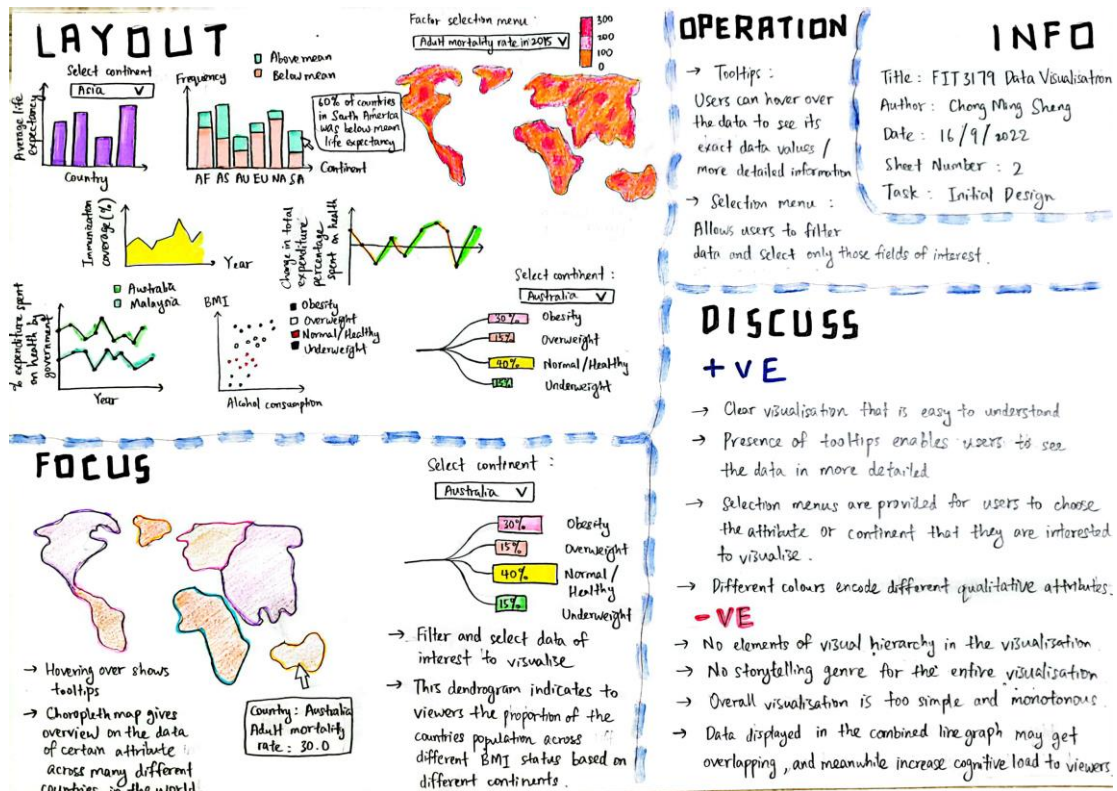 LAYOUT
Select continent
Asia V
Average life
expectancy
Country
Frequency
Above mean
Below mean
60% of countries
in South America
was below mean
life expectancy
AF AS AU EU NA SA
Continent
Factor selection menu :
Adult mortality rate in 2015 V
300
200
100
0
Immunization
coverage (%)
Year
Change in total
expenditure
percentage
spent on health
Australia
Malaysia
% expenditure spent
on health by
government
Year
BMI
Alcohol consumption
Obesity
Overweight
Normal/Healthy
Underweight
Select continent :
Australia V
30% Obesity
15% Overweight
40% Normal/Healthy
15% Underweight
OPERATION
→ Tooltips :
Users can hover over
the data to see its
exact data values /
more detailed information
→ Selection menu :
Allows users to filter
data and select only those fields of interest.
INFO
Title : FIT3179 Data Visualisation
Author : Chong Ming Sheng
Date : 16/9/2022
Sheet Number : 2
Task : Initial Design
FOCUS
→ Hovering over shows
tooltips
→ Choropleth map gives
overview on the data
of certain attribute
across many different
countries in the world
Country : Australia
Adult mortality
rate : 30.0
Select continent :
Australia V
30% Obesity
15% Overweight
40% Normal /
Healthy
15% Underweight
→ Filter and select data of
interest to visualise
→ This dendrogram indicates to
viewers the proportion of the
countries population across
different BMI status based on
different continents.
DISCUSS
+VE
→ Clear visualisation that is easy to understand
→ Presence of tooltips enables users to see
the data in more detailed
→ Selection menus are provided for users to choose
the attribute or continent that they are interested
to visualise.
→ Different colours encode different qualitative attributes.
-VE
→ No elements of visual hierarchy in the visualisation
→ No storytelling genre for the entire visualisation
→ Overall visualisation is too simple and monotonous.
→ Data displayed in the combined line graph may get
overlapping, and meanwhile increase cognitive load to viewers.